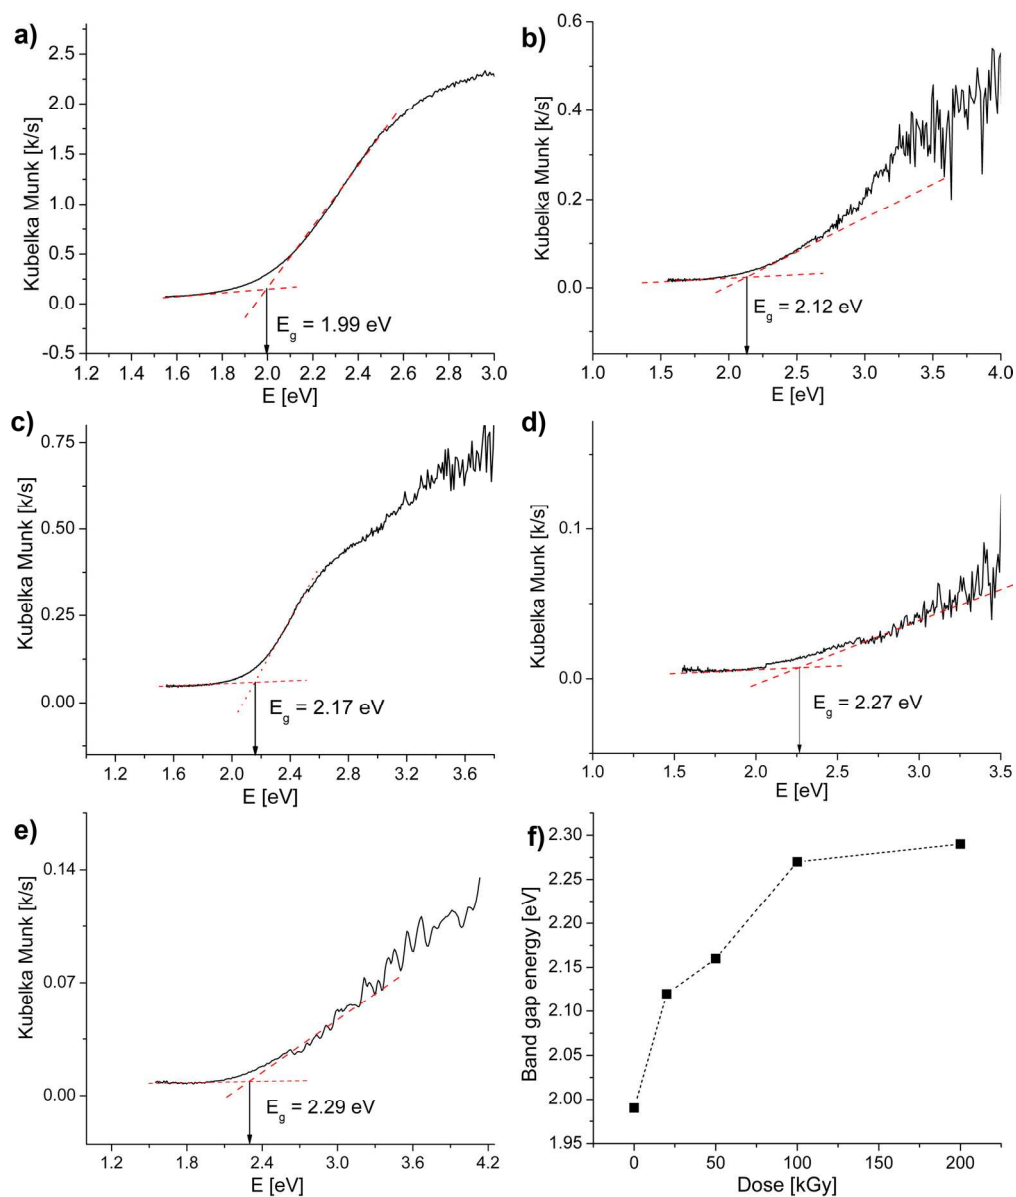 a)
Kubelka Munk [k/s]
2.5
2.0
1.5
1.0
0.5
0.0
-0.5
E_g = 1.99 eV
1.2 1.4 1.6 1.8 2.0 2.2 2.4 2.6 2.8 3.0
E [eV]
b)
Kubelka Munk [k/s]
0.6
0.4
0.2
0.0
E_g = 2.12 eV
1.0 1.5 2.0 2.5 3.0 3.5 4.0
E [eV]
c)
Kubelka Munk [k/s]
0.75
0.50
0.25
0.00
E_g = 2.17 eV
1.2 1.6 2.0 2.4 2.8 3.2 3.6
E [eV]
d)
Kubelka Munk [k/s]
0.1
0.0
E_g = 2.27 eV
1.0 1.5 2.0 2.5 3.0 3.5
E [eV]
e)
Kubelka Munk [k/s]
0.14
0.07
0.00
E_g = 2.29 eV
1.2 1.8 2.4 3.0 3.6 4.2
E [eV]
f)
Band gap energy [eV]
2.30
2.25
2.20
2.15
2.10
2.05
2.00
1.95
0 50 100 150 200
Dose [kGy]